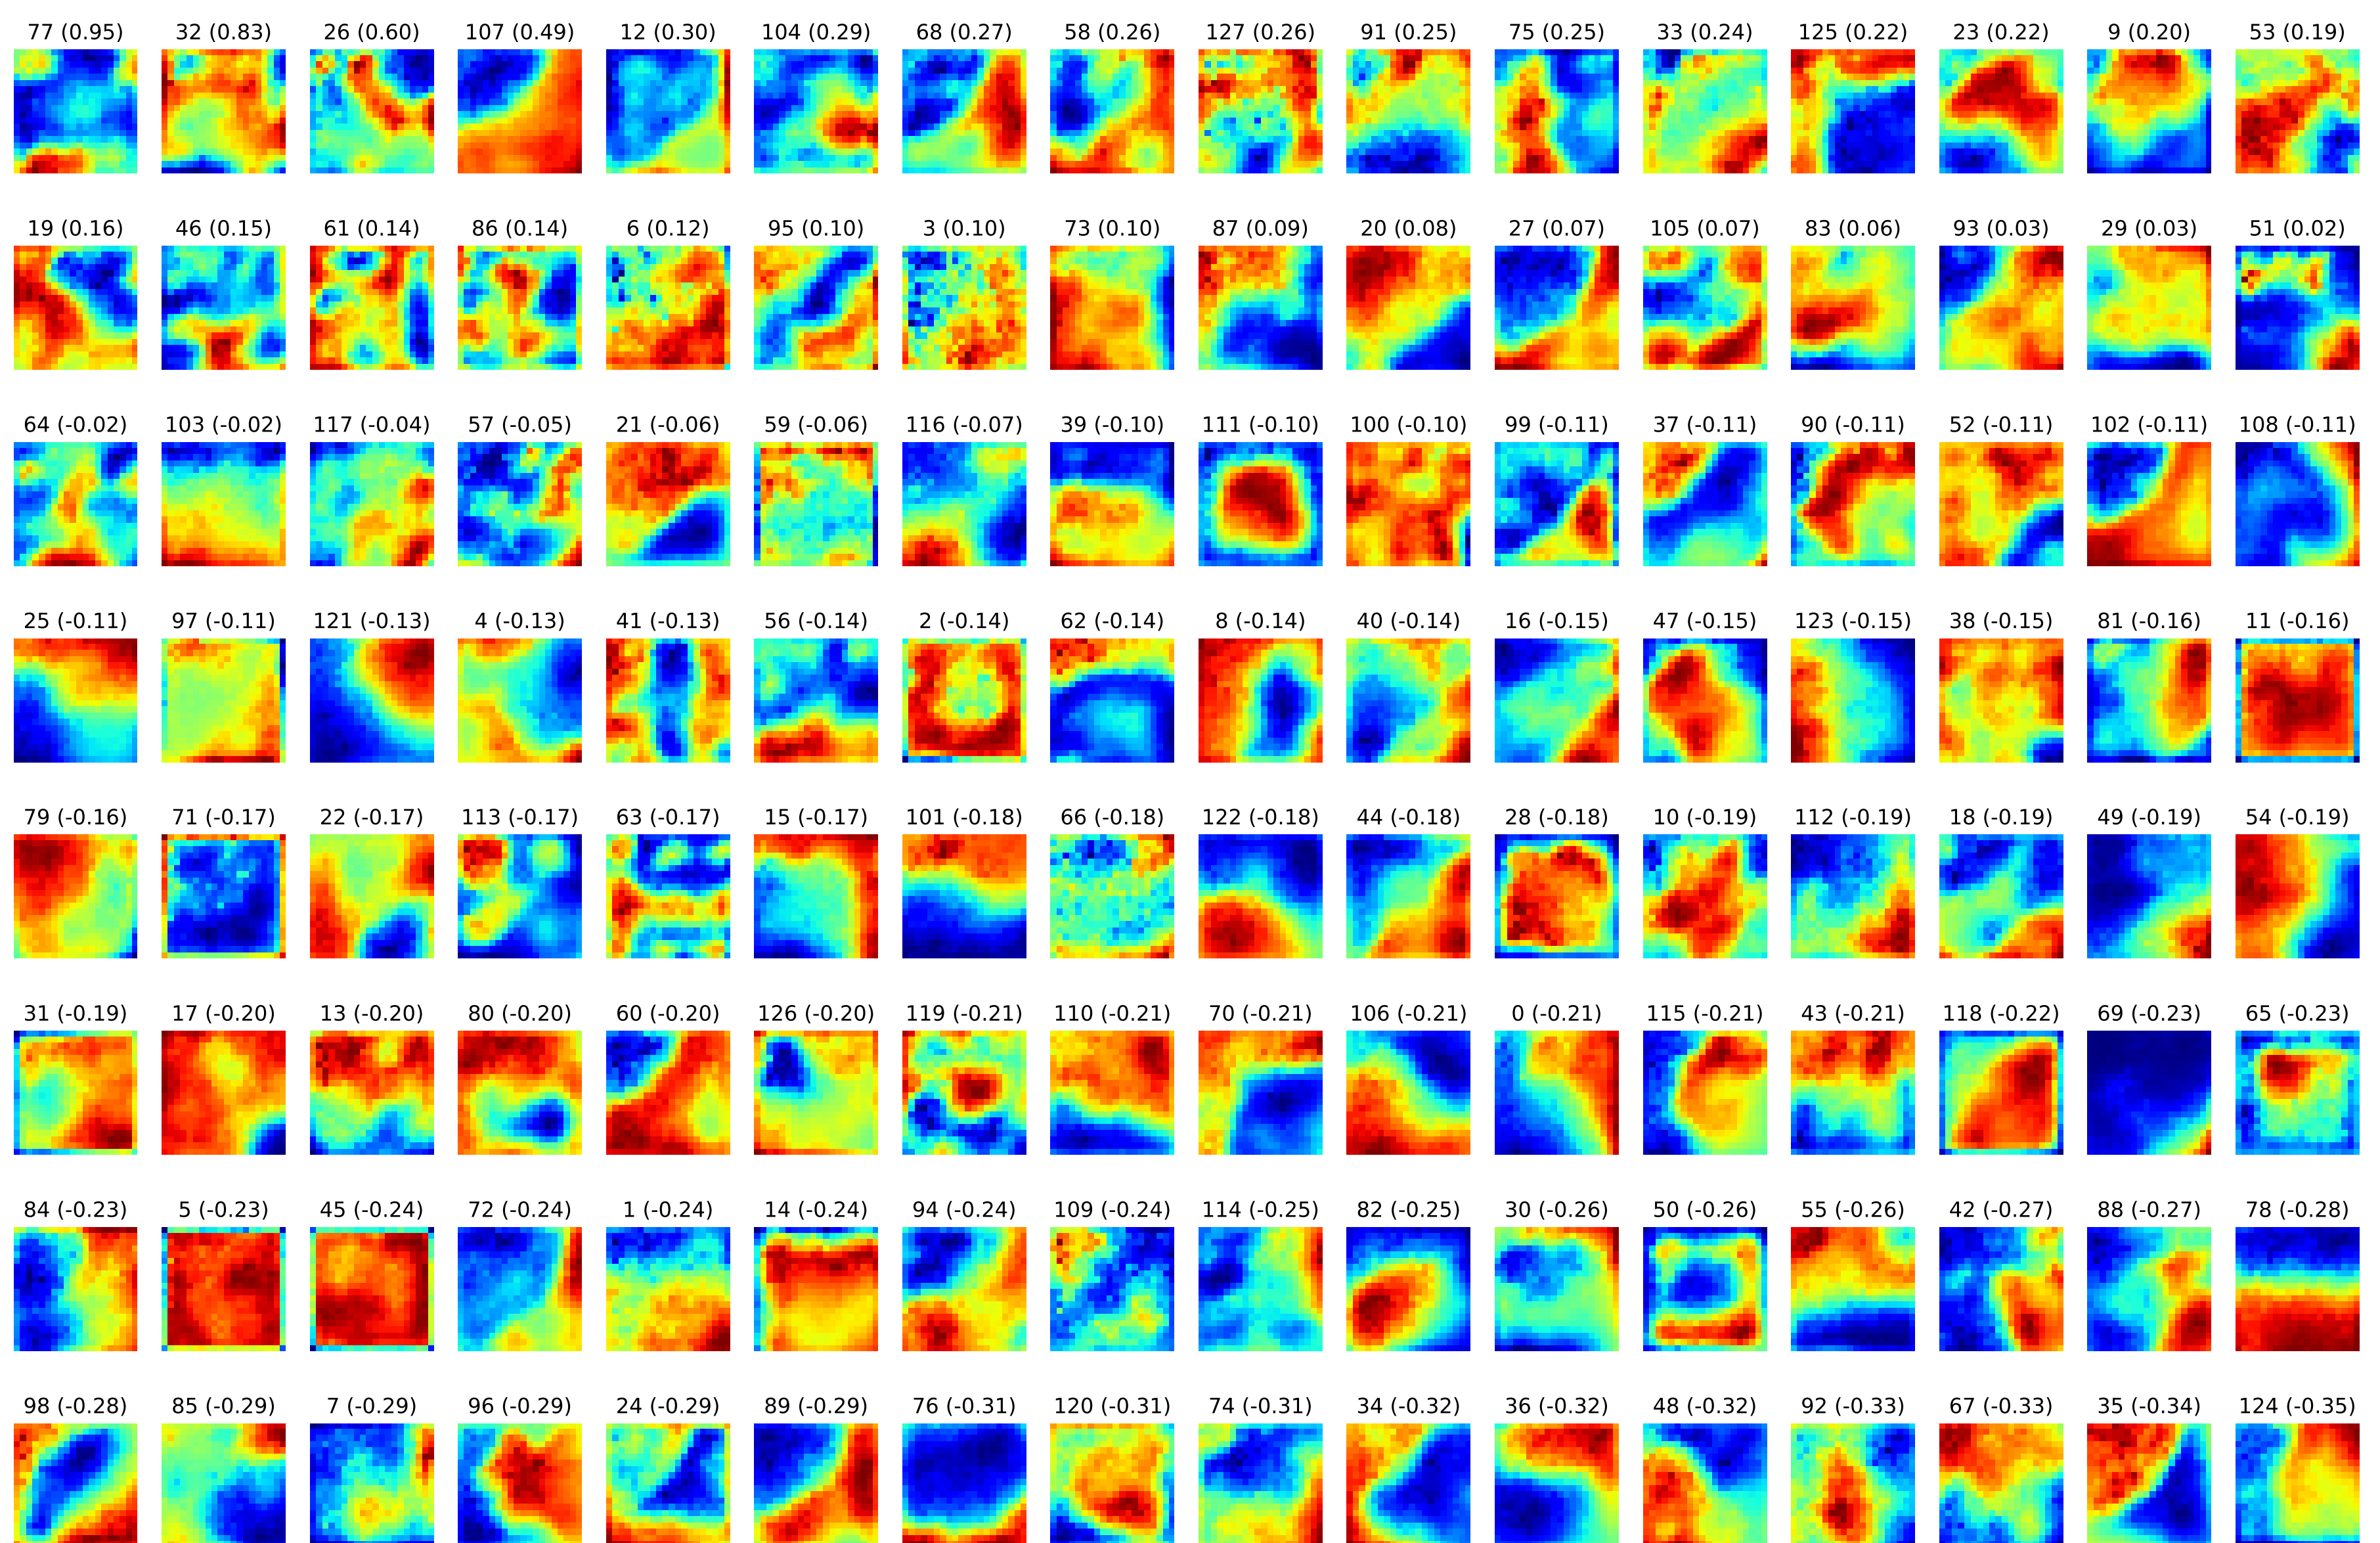 77 (0.95) 32 (0.83) 26 (0.60) 107 (0.49) 12 (0.30) 104 (0.29) 68 (0.27) 58 (0.26) 127 (0.26) 91 (0.25) 75 (0.25) 33 (0.24) 125 (0.22) 23 (0.22) 9 (0.20) 53 (0.19)
19 (0.16) 46 (0.15) 61 (0.14) 86 (0.14) 6 (0.12) 95 (0.10) 3 (0.10) 73 (0.10) 87 (0.09) 20 (0.08) 27 (0.07) 105 (0.07) 83 (0.06) 93 (0.03) 29 (0.03) 51 (0.02)
64 (-0.02) 103 (-0.02) 117 (-0.04) 57 (-0.05) 21 (-0.06) 59 (-0.06) 116 (-0.07) 39 (-0.10) 111 (-0.10) 100 (-0.10) 99 (-0.11) 37 (-0.11) 90 (-0.11) 52 (-0.11) 102 (-0.11) 108 (-0.11)
25 (-0.11) 97 (-0.11) 121 (-0.13) 4 (-0.13) 41 (-0.13) 56 (-0.14) 2 (-0.14) 62 (-0.14) 8 (-0.14) 40 (-0.14) 16 (-0.15) 47 (-0.15) 123 (-0.15) 38 (-0.15) 81 (-0.16) 11 (-0.16)
79 (-0.16) 71 (-0.17) 22 (-0.17) 113 (-0.17) 63 (-0.17) 15 (-0.17) 101 (-0.18) 66 (-0.18) 122 (-0.18) 44 (-0.18) 28 (-0.18) 10 (-0.19) 112 (-0.19) 18 (-0.19) 49 (-0.19) 54 (-0.19)
31 (-0.19) 17 (-0.20) 13 (-0.20) 80 (-0.20) 60 (-0.20) 126 (-0.20) 119 (-0.21) 110 (-0.21) 70 (-0.21) 106 (-0.21) 0 (-0.21) 115 (-0.21) 43 (-0.21) 118 (-0.22) 69 (-0.23) 65 (-0.23)
84 (-0.23) 5 (-0.23) 45 (-0.24) 72 (-0.24) 1 (-0.24) 14 (-0.24) 94 (-0.24) 109 (-0.24) 114 (-0.25) 82 (-0.25) 30 (-0.26) 50 (-0.26) 55 (-0.26) 42 (-0.27) 88 (-0.27) 78 (-0.28)
98 (-0.28) 85 (-0.29) 7 (-0.29) 96 (-0.29) 24 (-0.29) 89 (-0.29) 76 (-0.31) 120 (-0.31) 74 (-0.31) 34 (-0.32) 36 (-0.32) 48 (-0.32) 92 (-0.33) 67 (-0.33) 35 (-0.34) 124 (-0.35)